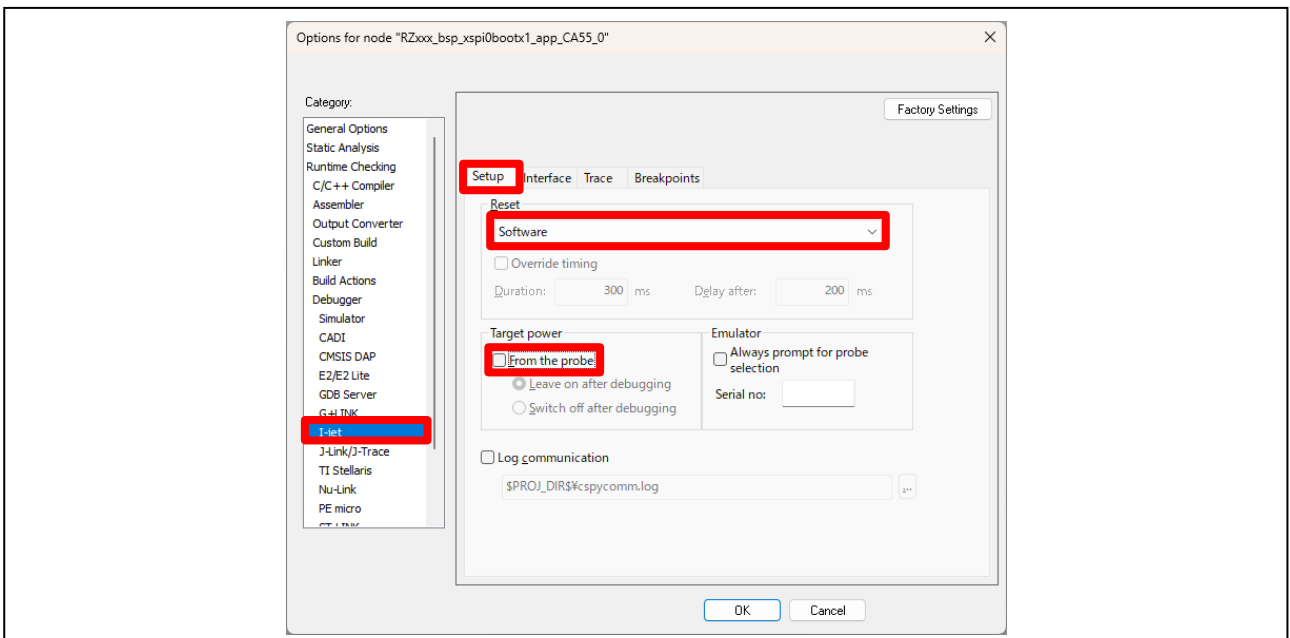 Options for node "RZxxx_bsp_xspi0bootx1_app_CA55_0"
Category:
General Options
Static Analysis
Runtime Checking
C/C++ Compiler
Assembler
Output Converter
Custom Build
Linker
Build Actions
Debugger
Simulator
CADI
CMSIS DAP
E2/E2 Lite
GDB Server
G+LINK
I-jet
J-Link/J-Trace
TI Stellaris
Nu-Link
PE micro
ST-LINK
Factory Settings
Setup Interface Trace Breakpoints
Reset
Software
Override timing
Duration: 300 ms Delay after: 200 ms
Target power
From the probe
Leave on after debugging
Switch off after debugging
Emulator
Always prompt for probe
selection
Serial no:
Log communication
$PROJ_DIR$¥cspycomm.log
...
OK Cancel